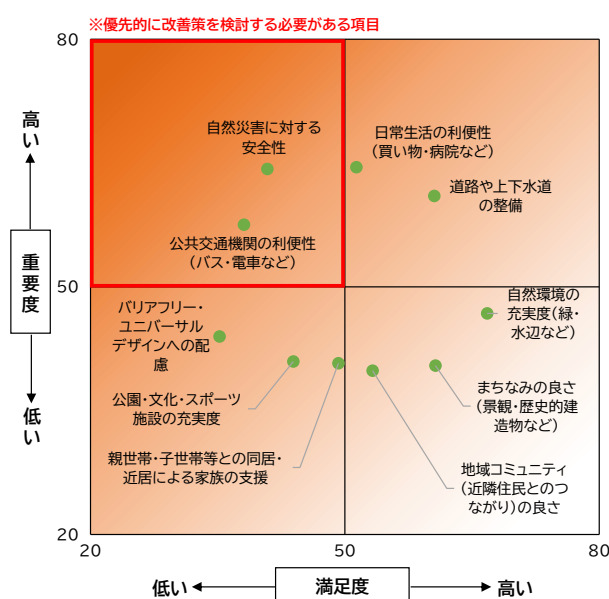 ※優先的に改善策を検討する必要がある項目
80
高い
重要度
低い
50
20
自然災害に対する
安全性
日常生活の利便性
(買い物・病院など)
道路や上下水道
の整備
公共交通機関の利便性
(バス・電車など)
バリアフリー・
ユニバーサル
デザインへの配
慮
自然環境の
充実度(緑・
水辺など)
公園・文化・スポーツ
施設の充実度
まちなみの良さ
(景観・歴史的建
造物など)
親世帯・子世帯等との同居・
近居による家族の支援
地域コミュニティ
(近隣住民とのつ
ながり)の良さ
20
50
80
低い
満足度
高い